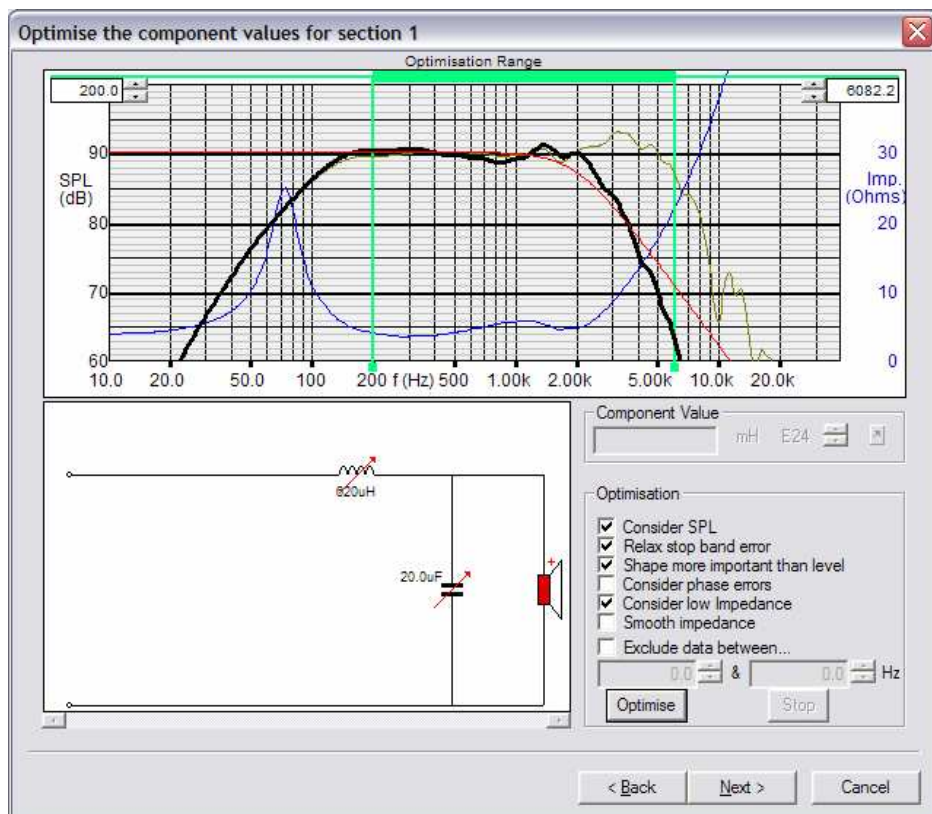 Optimise the component values for section 1
Optimisation Range
200.0
6082.2
90
80
70
60
SPL
(dB)
30
20
10
0
Imp.
(Ohms)
10.0 20.0 50.0 100 200 f (Hz) 500 1.00k 2.00k 5.00k 10.0k 20.0k
620uH
20.0uF
+
Component Value
mH E24
Optimisation
Consider SPL
Relax stop band error
Shape more important than level
Consider phase errors
Consider low Impedance
Smooth impedance
Exclude data between...
0.0 & 0.0 Hz
Optimise Stop
< Back Next > Cancel